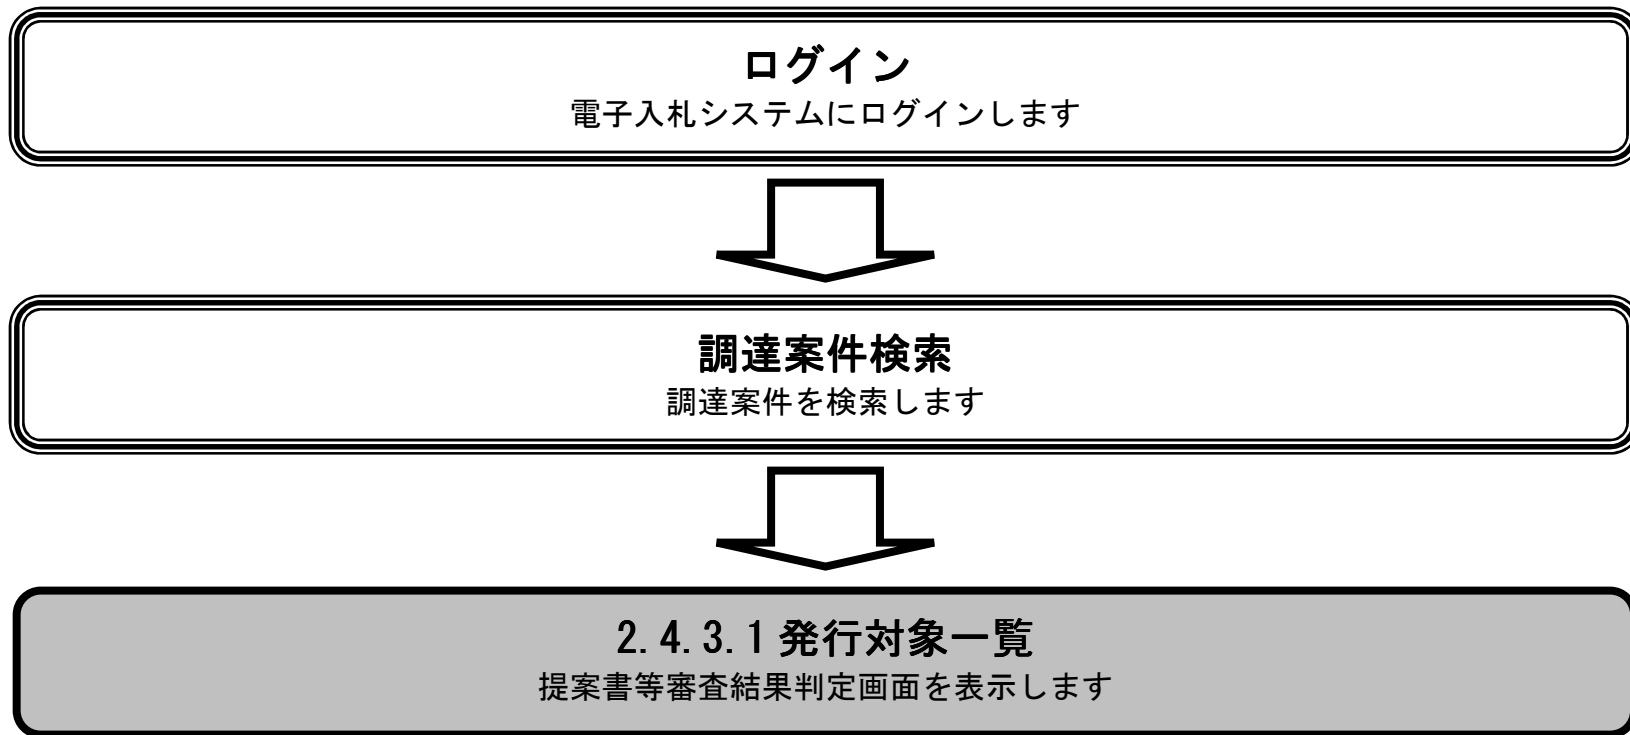 ログイン
電子入札システムにログインします
調達案件検索
調達案件を検索します
2.4.3.1 発行対象一覧
提案書等審査結果判定画面を表示します